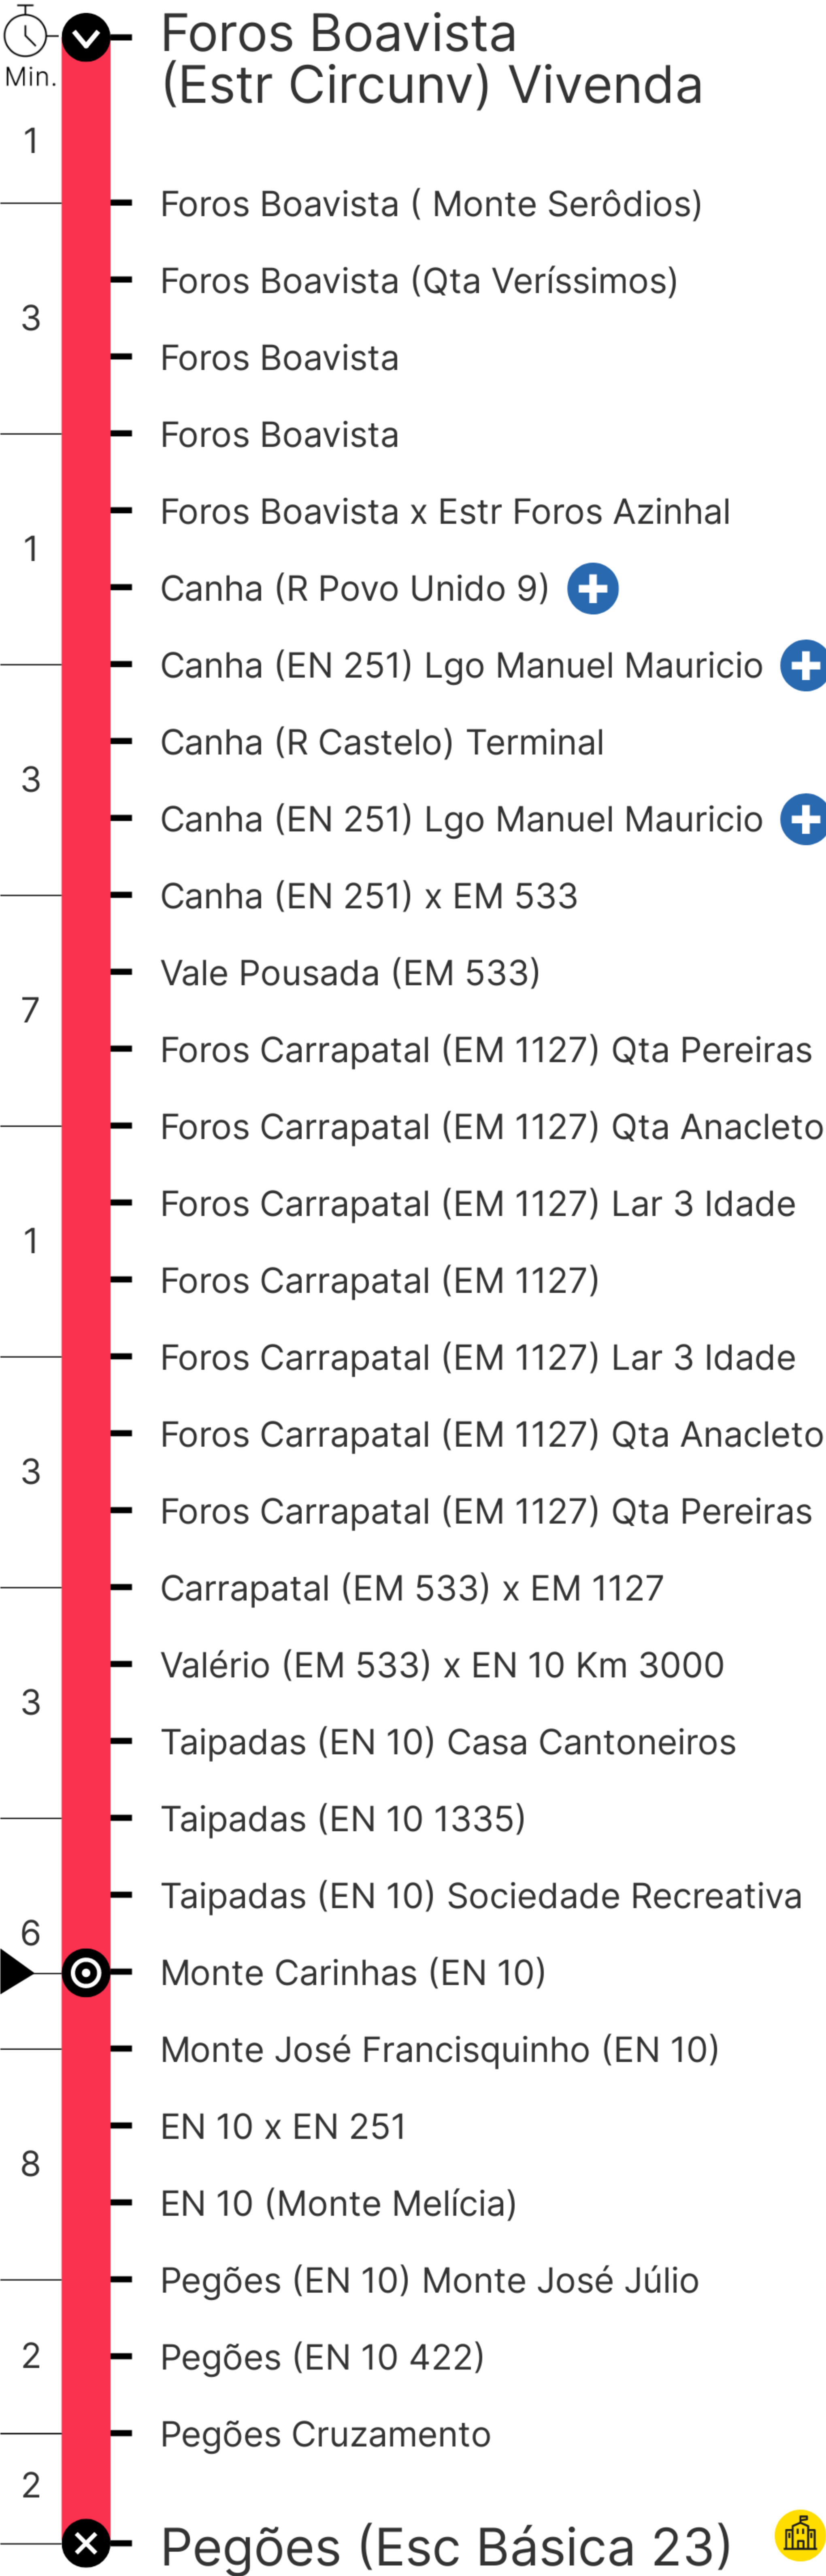 Foros Boavista
(Estr Circunv) Vivenda
Min.
1
Foros Boavista ( Monte Serôdios)
Foros Boavista (Qta Veríssimos)
3
Foros Boavista
Foros Boavista
Foros Boavista x Estr Foros Azinhal
1
Canha (R Povo Unido 9)
Canha (EN 251) Lgo Manuel Mauricio
Canha (R Castelo) Terminal
3
Canha (EN 251) Lgo Manuel Mauricio
Canha (EN 251) x EM 533
Vale Pousada (EM 533)
7
Foros Carrapatal (EM 1127) Qta Pereiras
Foros Carrapatal (EM 1127) Qta Anacleto
Foros Carrapatal (EM 1127) Lar 3 Idade
1
Foros Carrapatal (EM 1127)
Foros Carrapatal (EM 1127) Lar 3 Idade
Foros Carrapatal (EM 1127) Qta Anacleto
3
Foros Carrapatal (EM 1127) Qta Pereiras
Carrapatal (EM 533) x EM 1127
Valério (EM 533) x EN 10 Km 3000
3
Taipadas (EN 10) Casa Cantoneiros
Taipadas (EN 10 1335)
Taipadas (EN 10) Sociedade Recreativa
6
Monte Carinhas (EN 10)
Monte José Francisquinho (EN 10)
EN 10 x EN 251
8
EN 10 (Monte Melícia)
Pegões (EN 10) Monte José Júlio
2
Pegões (EN 10 422)
Pegões Cruzamento
2
Pegões (Esc Básica 23)